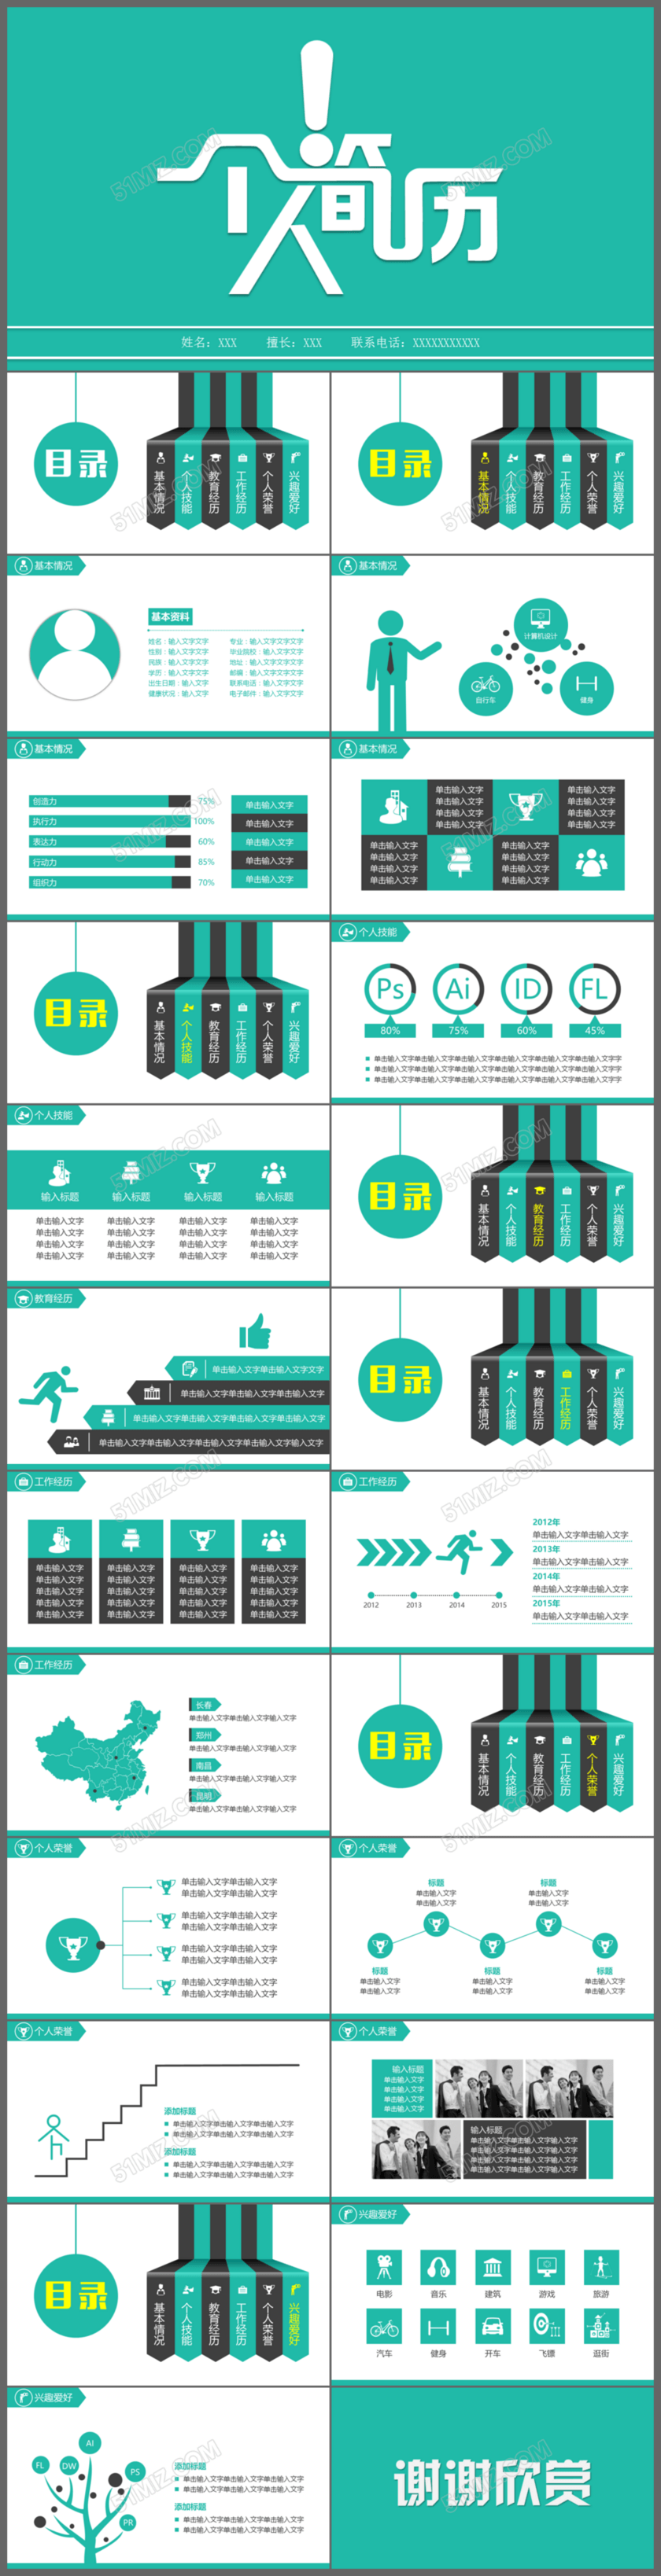 个人简历
姓名：XXX 擅长：XXX 联系电话：XXXXXXXXXXX
目录
基本情况
个人技能
教育经历
工作经历
个人荣誉
兴趣爱好
目录
基本情况
个人技能
教育经历
工作经历
个人荣誉
兴趣爱好
基本情况
基本资料
姓名：输入文字文字 专业：输入文字文字文字
性别：输入文字文字 毕业院校：输入文字文字
民族：输入文字文字 地址：输入文字文字文字
学历：输入文字文字 邮编：输入文字文字文字
出生日期：输入文字 联系电话：输入文字文字
健康状况：输入文字 电子邮件：输入文字文字
基本情况
计算机设计
自行车
健身
基本情况
创造力 75% 单击输入文字
执行力 100% 单击输入文字
表达力 60% 单击输入文字
行动力 85% 单击输入文字
组织力 70% 单击输入文字
基本情况
单击输入文字 单击输入文字
单击输入文字 单击输入文字
单击输入文字 单击输入文字
单击输入文字 单击输入文字
单击输入文字 单击输入文字
单击输入文字 单击输入文字
单击输入文字 单击输入文字
单击输入文字 单击输入文字
目录
基本情况
个人技能
教育经历
工作经历
个人荣誉
兴趣爱好
个人技能
Ps Ai ID FL
80% 75% 60% 45%
单击输入文字单击输入文字单击输入文字单击输入文字单击输入文字单击输入文字
单击输入文字单击输入文字单击输入文字单击输入文字单击输入文字单击输入文字
单击输入文字单击输入文字单击输入文字单击输入文字单击输入文字单击输入文字
个人技能
输入标题 输入标题 输入标题 输入标题
单击输入文字 单击输入文字 单击输入文字 单击输入文字
单击输入文字 单击输入文字 单击输入文字 单击输入文字
单击输入文字 单击输入文字 单击输入文字 单击输入文字
单击输入文字 单击输入文字 单击输入文字 单击输入文字
目录
基本情况
个人技能
教育经历
工作经历
个人荣誉
兴趣爱好
教育经历
单击输入文字单击输入文字文字
单击输入文字单击输入文字单击输入文字
单击输入文字单击输入文字单击输入文字单击输入文字
单击输入文字单击输入文字单击输入文字单击输入文字单击输入文字
目录
基本情况
个人技能
教育经历
工作经历
个人荣誉
兴趣爱好
工作经历
单击输入文字 单击输入文字 单击输入文字 单击输入文字
单击输入文字 单击输入文字 单击输入文字 单击输入文字
单击输入文字 单击输入文字 单击输入文字 单击输入文字
单击输入文字 单击输入文字 单击输入文字 单击输入文字
单击输入文字 单击输入文字 单击输入文字 单击输入文字
工作经历
2012 2013 2014 2015
2012年
单击输入文字单击输入文字
2013年
单击输入文字单击输入文字
2014年
单击输入文字单击输入文字
2015年
单击输入文字单击输入文字
工作经历
长春
单击输入文字单击输入文字输入文字
郑州
单击输入文字单击输入文字输入文字
南昌
单击输入文字单击输入文字输入文字
昆明
单击输入文字单击输入文字输入文字
目录
基本情况
个人技能
教育经历
工作经历
个人荣誉
兴趣爱好
个人荣誉
单击输入文字单击输入文字
单击输入文字单击输入文字
单击输入文字单击输入文字
单击输入文字单击输入文字
单击输入文字单击输入文字
单击输入文字单击输入文字
单击输入文字单击输入文字
单击输入文字单击输入文字
个人荣誉
标题 标题
单击输入文字 单击输入文字
单击输入文字 单击输入文字
标题 标题 标题
单击输入文字 单击输入文字 单击输入文字
单击输入文字 单击输入文字 单击输入文字
个人荣誉
添加标题
单击输入文字单击输入文字单击输入文字
单击输入文字单击输入文字单击输入文字
添加标题
单击输入文字单击输入文字单击输入文字
单击输入文字单击输入文字单击输入文字
个人荣誉
输入标题
单击输入文字
单击输入文字
单击输入文字
单击输入文字
输入标题
单击输入文字单击输入文字输入文字
单击输入文字单击输入文字输入文字
单击输入文字单击输入文字输入文字
单击输入文字单击输入文字输入文字
目录
基本情况
个人技能
教育经历
工作经历
个人荣誉
兴趣爱好
兴趣爱好
电影 音乐 建筑 游戏 旅游
汽车 健身 开车 飞镖 逛街
兴趣爱好
AI
FL DW PS
PR
添加标题
单击输入文字单击输入文字单击输入文字
单击输入文字单击输入文字单击输入文字
添加标题
单击输入文字单击输入文字单击输入文字
单击输入文字单击输入文字单击输入文字
谢谢欣赏
51MIZ.COM